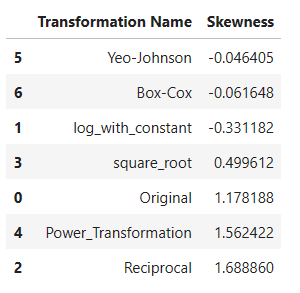 Transformation Name Skewness
5 Yeo-Johnson -0.046405
6 Box-Cox -0.061648
1 log_with_constant -0.331182
3 square_root 0.499612
0 Original 1.178188
4 Power_Transformation 1.562422
2 Reciprocal 1.688860